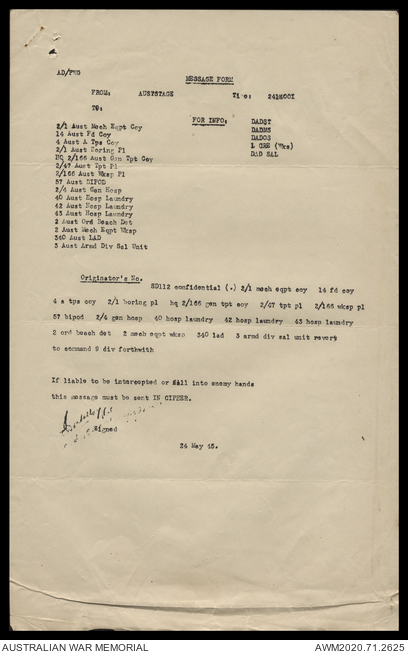 AD/PWD
MESSAGE FORM
FROM: AUSTSTAGE Time: 241800I
TO: FOR INFO: DADST
DADMS
DADOS
1 CRE (Wks)
DAD SAL
2/1 Aust Mech Eqpt Coy
14 Aust Fd Coy
4 Aust A Tps Coy
2/1 Aust Boring Pl
HQ 2/166 Aust Gen Tpt Coy
2/47 Aust Tpt Pl
2/166 Aust Wksp Pl
57 Aust BIPOD
2/4 Aust Gen Hosp
40 Aust Hosp Laundry
42 Aust Hosp Laundry
43 Aust Hosp Laundry
2 Aust Ord Beach Det
2 Aust Mech Eqpt Wksp
340 Aust LAD
3 Aust Armd Div Sal Unit
Originator's No.
SD112 confidential (.) 2/1 mech eqpt coy 14 fd coy
4 a tps coy 2/1 boring pl hq 2/166 gen tpt coy 2/47 tpt pl 2/166 wksp pl
57 bipod 2/4 gen hosp 40 hosp laundry 42 hosp laundry 43 hosp laundry
2 ord beach det 2 mech eqpt wksp 340 lad 3 armd div sal unit revert
to command 9 div forthwith
If liable to be intercepted or fall into enemy hands
this message must be sent IN CIPHER.
Signed
24 May 45.
AUSTRALIAN WAR MEMORIAL AWM2020.71.2625